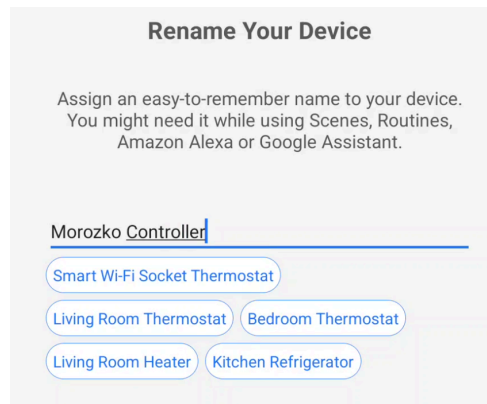 Rename Your Device
Assign an easy-to-remember name to your device.
You might need it while using Scenes, Routines,
Amazon Alexa or Google Assistant.
Morozko Controller
Smart Wi-Fi Socket Thermostat
Living Room Thermostat Bedroom Thermostat
Living Room Heater Kitchen Refrigerator